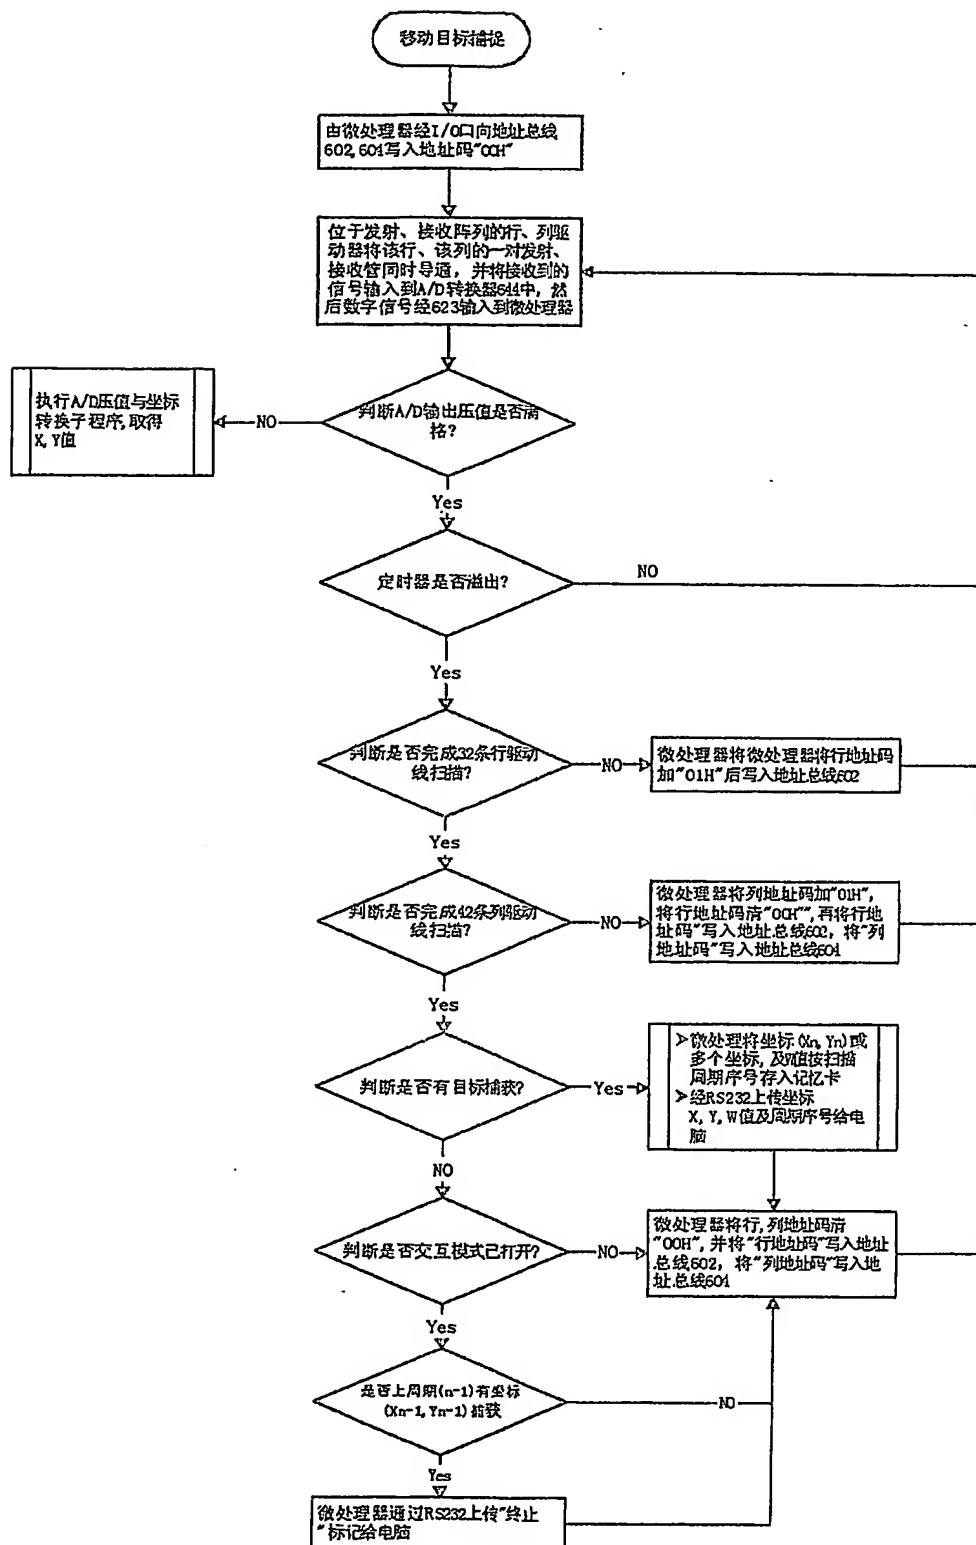 移动目标捕捉
由微处理器经I/O口向地址总线
602,604写入地址码"00H"
位于发射、接收阵列的行、列驱
动器将该行、该列的一对发射、
接收管同时导通，并将接收到的
信号输入到A/D转换器644中，然
后数字信号经623输入到微处理器
判断A/D输出压值是否满
格？
NO
执行A/D压值与坐标
转换子程序,取得
X,Y值
Yes
定时器是否溢出？
NO
Yes
判断是否完成32条行驱动
线扫描？
NO
微处理器将微处理器将行地址码
加"01H"后写入地址总线602
Yes
判断是否完成42条列驱动
线扫描？
NO
微处理器将列地址码加"01H",
将行地址码清"00H"",再将行地
址码"写入地址总线602，将"列
地址码"写入地址总线604
Yes
判断是否有目标捕获？
Yes
➢微处理将坐标(Xn,Yn)或
多个坐标,及W值按扫描
周期序号存入记忆卡
➢经RS232上传坐标
X,Y,W值及周期序号给电
脑
NO
判断是否交互模式已打开？
NO
微处理器将行,列地址码清
"00H",并将"行地址码"写入地址
总线602，将"列地址码"写入地
址总线604
Yes
是否上周期(n-1)有坐标
(Xn-1,Yn-1)捕获
NO
Yes
微处理器通过RS232上传"终止
"标记给电脑